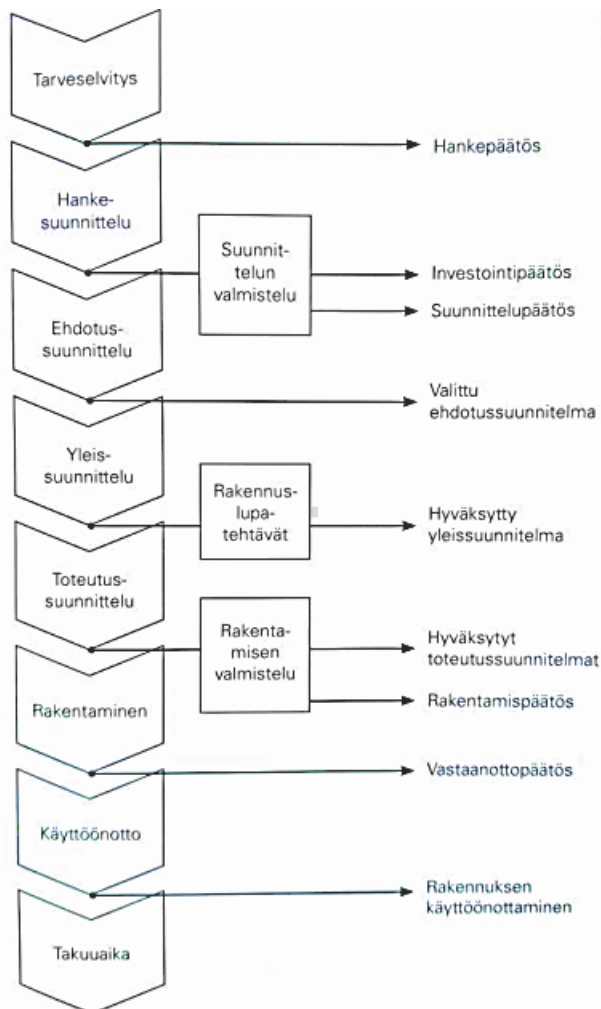 Tarveselvitys
Hankepäätös
Hanke-
suunnittelu
Suunnit-
telun
valmistelu
Investointipäätös
Suunnittelupäätös
Ehdotus-
suunnittelu
Valittu
ehdotussuunnitelma
Yleis-
suunnittelu
Rakennus-
lupa-
tehtävät
Hyväksytty
yleissuunnitelma
Toteutus-
suunnittelu
Rakenta-
misen
valmistelu
Hyväksytyt
toteutussuunnitelmat
Rakentamispäätös
Rakentaminen
Vastaanottopäätös
Käyttöönotto
Rakennuksen
käyttöönottaminen
Takuuaika